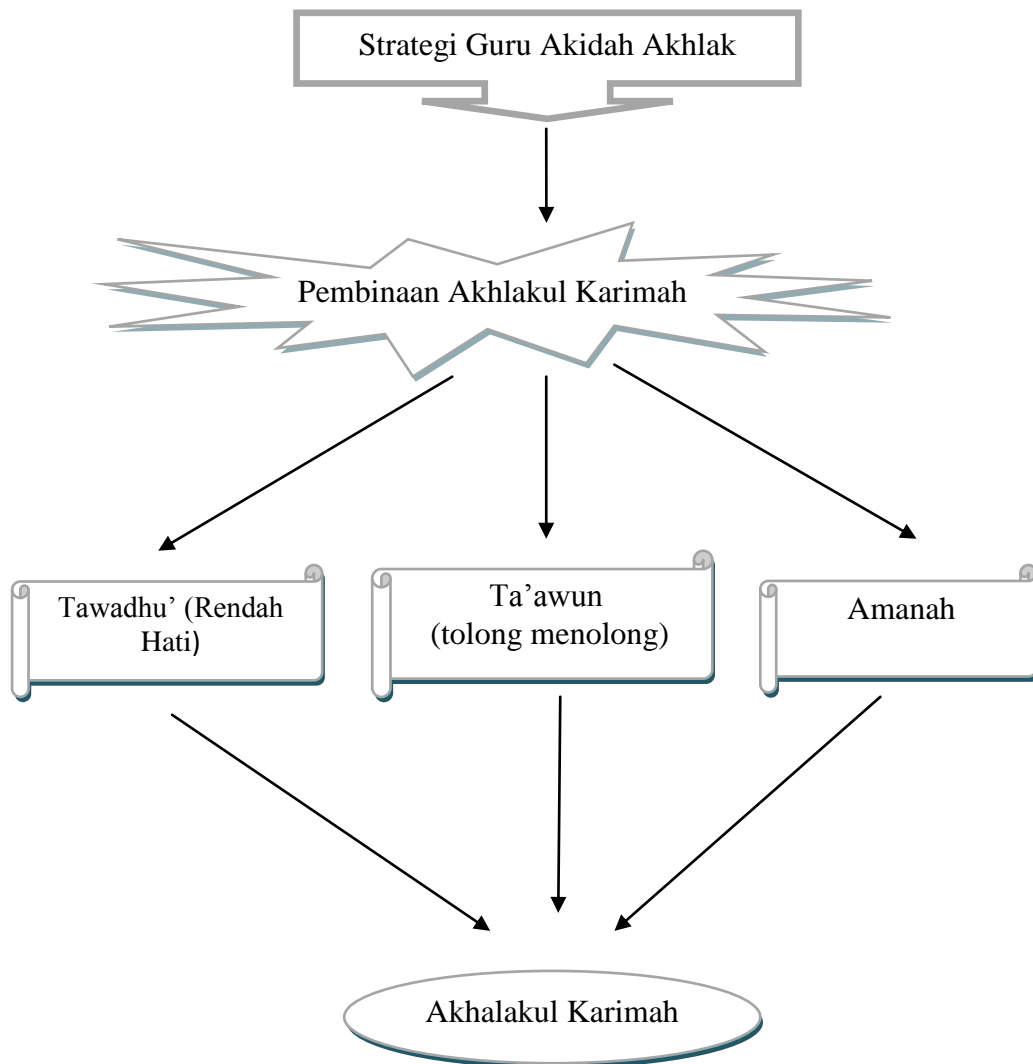 Strategi Guru Akidah Akhlak
Pembinaan Akhlakul Karimah
Tawadhu’ (Rendah
Hati)
Ta’awun
(tolong menolong)
Amanah
Akhalakul Karimah